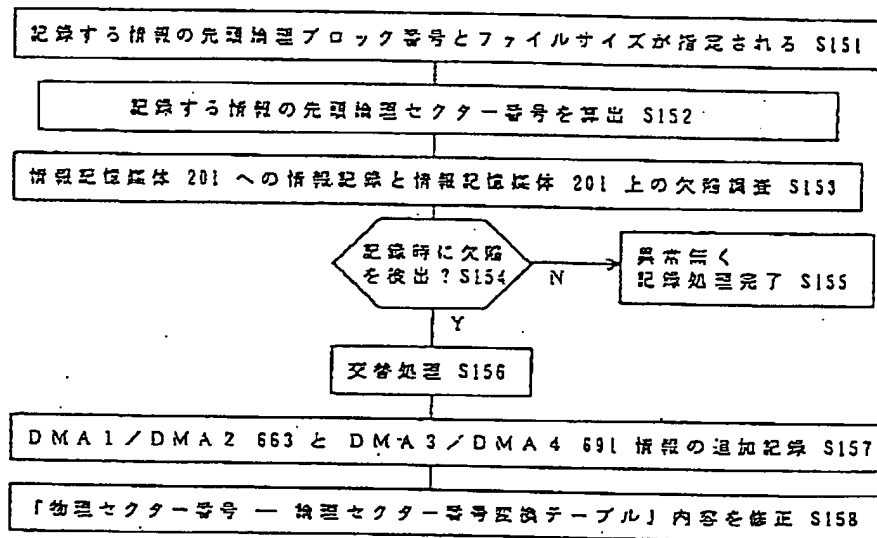 記録する情報の先頭論理ブロック番号とファイルサイズが指定される S151
記録する情報の先頭論理セクター番号を算出 S152
情報記憶媒体 201 への情報記録と情報記憶媒体 201 上の欠陥調査 S153
記録時に欠陥
を検出？S154
N
異常無く
記録処理完了 S155
Y
交替処理 S156
DMA1／DMA2 663 と DMA3／DMA4 691 情報の追加記録 S157
『物理セクター番号 ― 論理セクター番号変換テーブル』内容を修正 S158